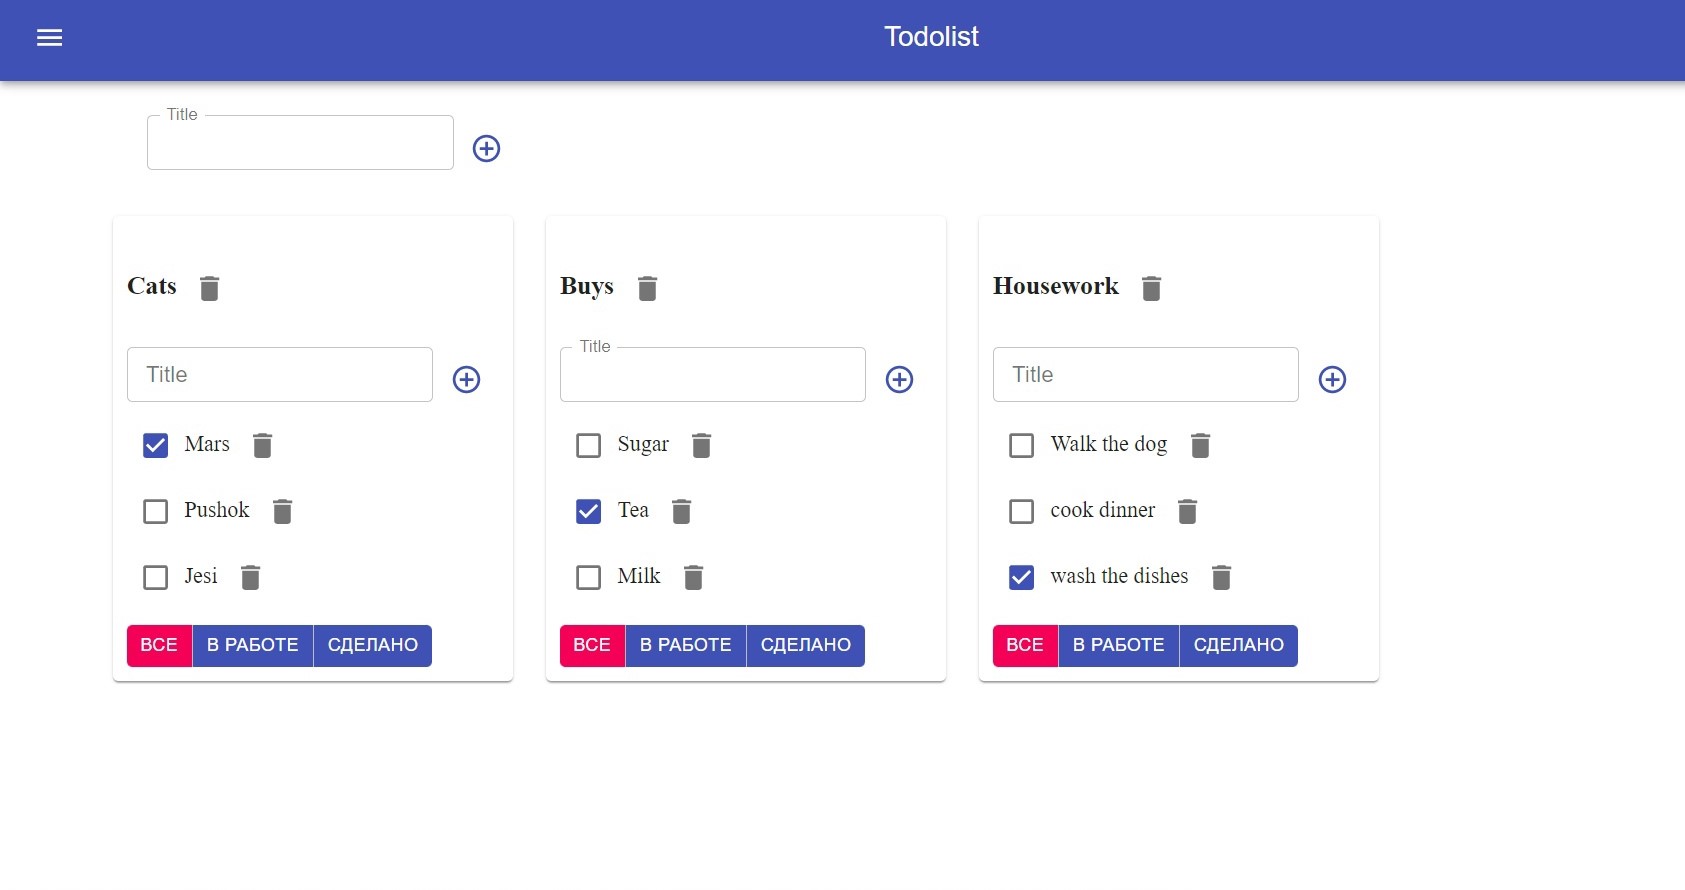 Todolist
Title
Cats
Title
Mars
Pushok
Jesi
ВСЕ В РАБОТЕ СДЕЛАНО
Buys
Title
Sugar
Tea
Milk
ВСЕ В РАБОТЕ СДЕЛАНО
Housework
Title
Walk the dog
cook dinner
wash the dishes
ВСЕ В РАБОТЕ СДЕЛАНО